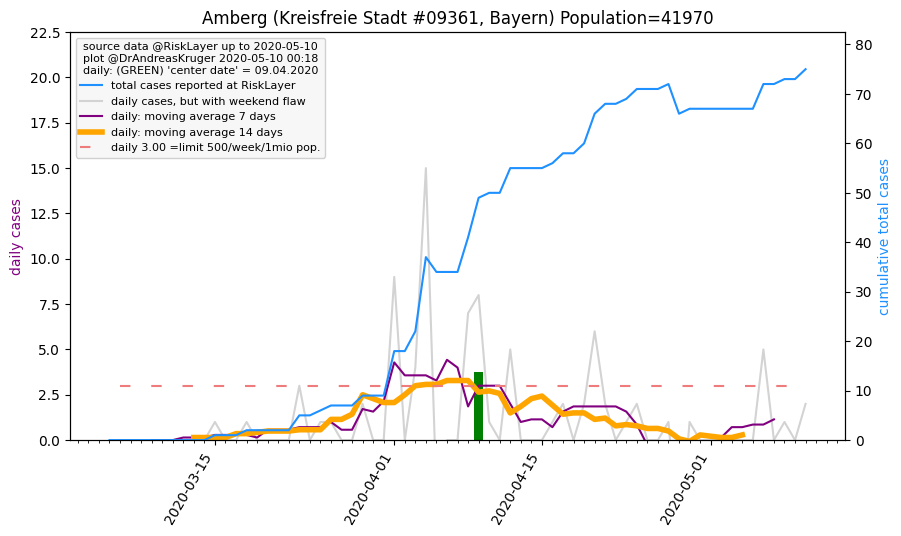 Amberg (Kreisfreie Stadt #09361, Bayern) Population=41970
source data @RiskLayer up to 2020-05-10
plot @DrAndreasKruger 2020-05-10 00:18
daily: (GREEN) 'center date' = 09.04.2020
total cases reported at RiskLayer
daily cases, but with weekend flaw
daily: moving average 7 days
daily: moving average 14 days
daily 3.00 =limit 500/week/1mio pop.
daily cases
22.5
20.0
17.5
15.0
12.5
10.0
7.5
5.0
2.5
0.0
cumulative total cases
80
70
60
50
40
30
20
10
0
2020-03-15
2020-04-01
2020-04-15
2020-05-01